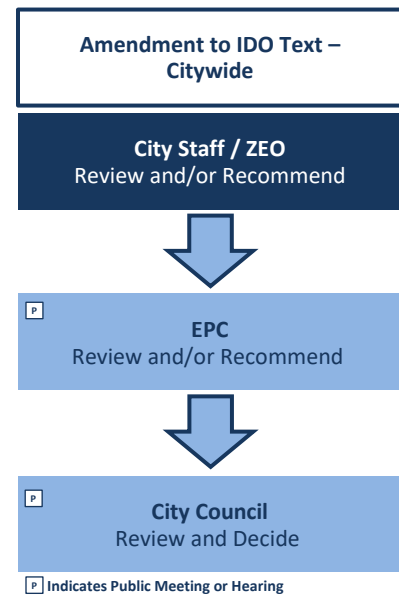 Amendment to IDO Text –
Citywide
City Staff / ZEO
Review and/or Recommend
P
EPC
Review and/or Recommend
P
City Council
Review and Decide
P Indicates Public Meeting or Hearing